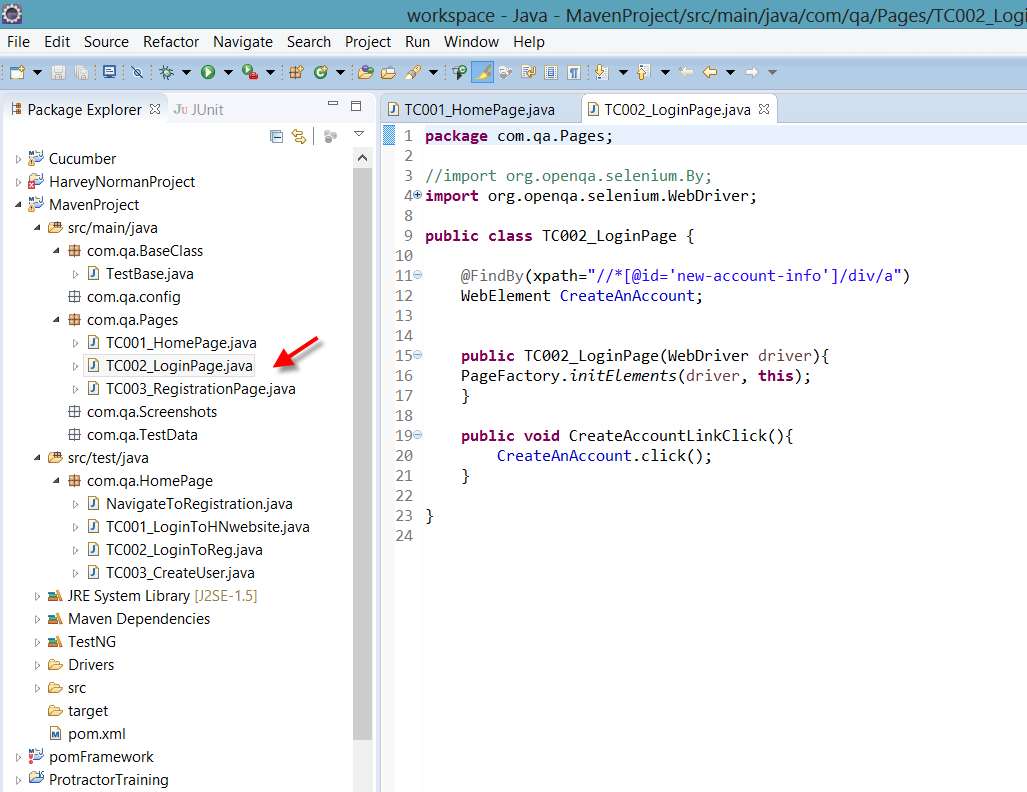 workspace - Java - MavenProject/src/main/java/com/qa/Pages/TC002_Logi
File Edit Source Refactor Navigate Search Project Run Window Help
Package Explorer JUnit
Cucumber
HarveyNormanProject
MavenProject
src/main/java
com.qa.BaseClass
TestBase.java
com.qa.config
com.qa.Pages
TC001_HomePage.java
TC002_LoginPage.java
TC003_RegistrationPage.java
com.qa.Screenshots
com.qa.TestData
src/test/java
com.qa.HomePage
NavigateToRegistration.java
TC001_LoginToHNwebsite.java
TC002_LoginToReg.java
TC003_CreateUser.java
JRE System Library [J2SE-1.5]
Maven Dependencies
TestNG
Drivers
src
target
pom.xml
pomFramework
ProtractorTraining
TC001_HomePage.java TC002_LoginPage.java
1 package com.qa.Pages;
2
3 //import org.openqa.selenium.By;
4 import org.openqa.selenium.WebDriver;
8
9 public class TC002_LoginPage {
10
11 @FindBy(xpath="//*[@id='new-account-info']/div/a")
12 WebElement CreateAnAccount;
13
14
15 public TC002_LoginPage(WebDriver driver){
16 PageFactory.initElements(driver, this);
17 }
18
19 public void CreateAccountLinkClick(){
20 CreateAnAccount.click();
21 }
22
23 }
24